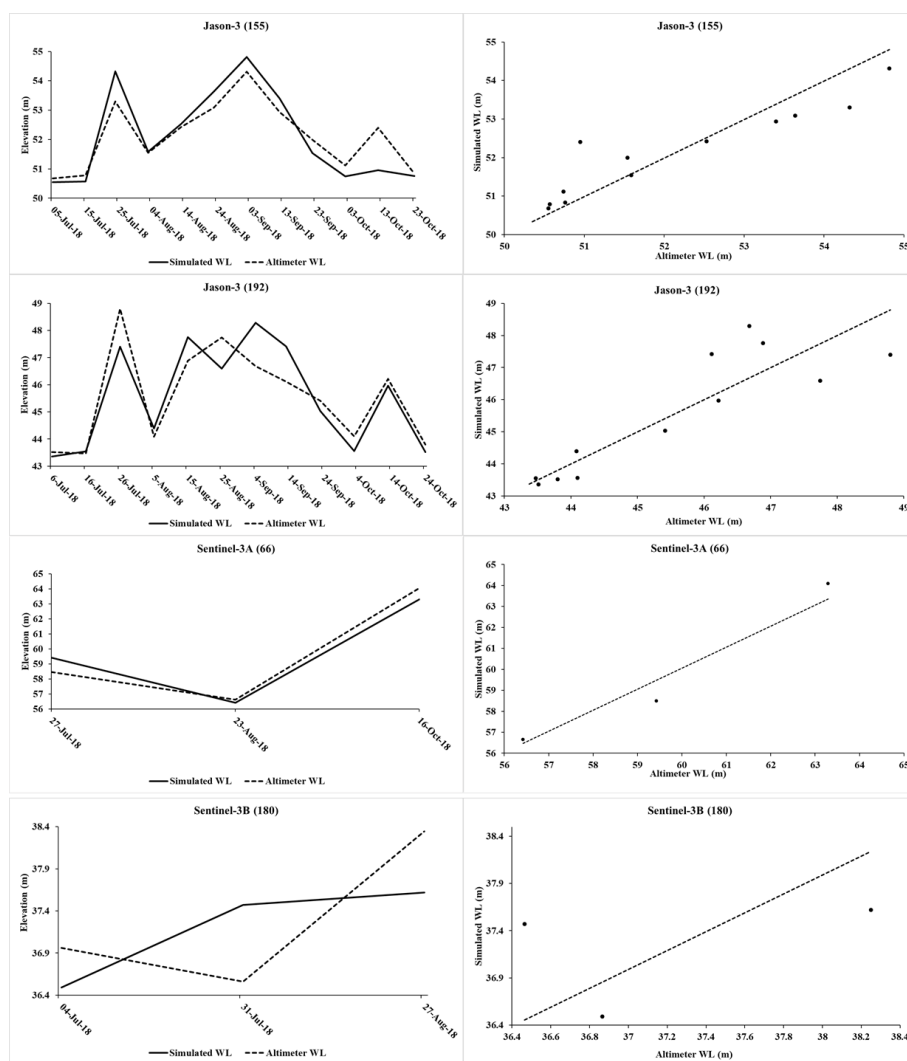 Jason-3 (155)
Elevation (m)
55
54
53
52
51
50
05-Jul-18
15-Jul-18
25-Jul-18
04-Aug-18
14-Aug-18
24-Aug-18
03-Sep-18
13-Sep-18
23-Sep-18
03-Oct-18
13-Oct-18
23-Oct-18
Simulated WL
Altimeter WL
Jason-3 (155)
Simulated WL (m)
55
54
53
52
51
50
50
51
52
53
54
55
Altimeter WL (m)
Jason-3 (192)
Elevation (m)
49
48
47
46
45
44
43
6-Jul-18
16-Jul-18
26-Jul-18
5-Aug-18
15-Aug-18
25-Aug-18
4-Sep-18
14-Sep-18
24-Sep-18
4-Oct-18
14-Oct-18
24-Oct-18
Simulated WL
Altimeter WL
Jason-3 (192)
Simulated WL (m)
49
48
47
46
45
44
43
43
44
45
46
47
48
49
Altimeter WL (m)
Sentinel-3A (66)
Elevation (m)
65
64
63
62
61
60
59
58
57
56
27-Jul-18
23-Aug-18
16-Oct-18
Simulated WL
Altimeter WL
Sentinel-3A (66)
Simulated WL (m)
65
64
63
62
61
60
59
58
57
56
56
57
58
59
60
61
62
63
64
65
Altimeter WL (m)
Sentinel-3B (180)
Elevation (m)
38.4
37.9
37.4
36.9
36.4
04-Jul-18
31-Jul-18
27-Aug-18
Simulated WL
Altimeter WL
Sentinel-3B (180)
Simulated WL (m)
38.4
37.9
37.4
36.9
36.4
36.4
36.6
36.8
37
37.2
37.4
37.6
37.8
38
38.2
38.4
Altimeter WL (m)